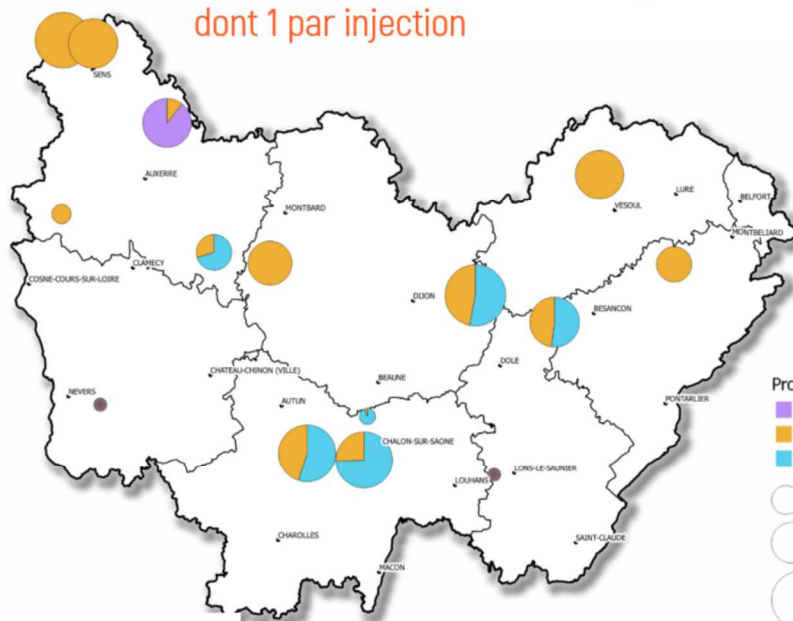 dont 1 par injection
SENS
AUXERRE
MONTBARD
VESOUL
LURE
BELFORT
MONTBELIARD
CLAMECY
COSNE-COURS-SUR-LOIRE
DIJON
BESANCON
DOLE
CHATEAU-CHINON (VILLE)
BEAUNE
NEVERS
AUTUN
PONTARLIER
Pro
CHALON-SUR-SAONE
LOUHANS
LONS-LE-SAUNIER
CHAROLLES
SAINT-CLAUDE
MACON